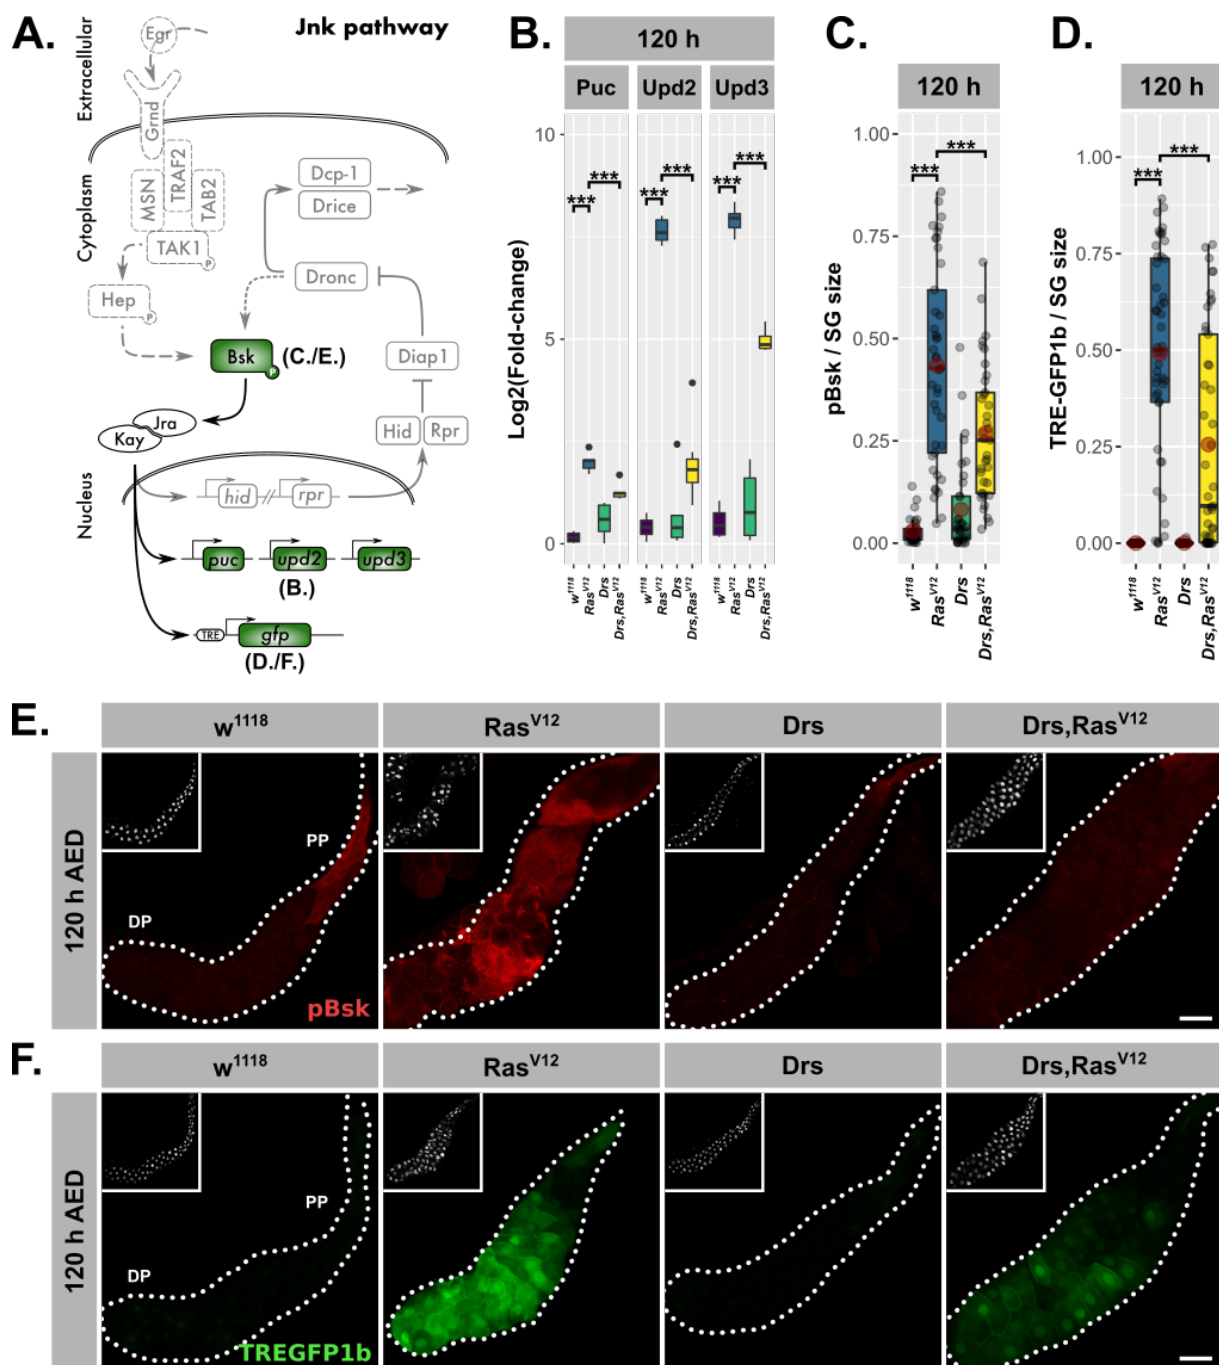 A.
Jnk pathway
Extracellular
Cytoplasm
Nucleus
Egr
Grnd
TRAF2
MSN
TAB2
TAK1
P
Hep
P
Dcp-1
Drice
Dronc
Bsk
P
(C./E.)
Diap1
Jra
Kay
Hid
Rpr
hid
rpr
puc
upd2
upd3
(B.)
TRE
gfp
(D./F.)
B.
120 h
Puc
Upd2
Upd3
Log2(Fold-change)
10
5
0
***
***
***
***
***
***
w1118
RasV12
Drs
Drs,RasV12
w1118
RasV12
Drs
Drs,RasV12
w1118
RasV12
Drs
Drs,RasV12
C.
120 h
pBsk / SG size
1.00
0.75
0.50
0.25
0.00
***
***
w1118
RasV12
Drs
Drs,RasV12
D.
120 h
TRE-GFP1b / SG size
1.00
0.75
0.50
0.25
0.00
***
***
w1118
RasV12
Drs
Drs,RasV12
E.
w1118
RasV12
Drs
Drs,RasV12
120 h AED
PP
DP
pBsk
F.
w1118
RasV12
Drs
Drs,RasV12
120 h AED
PP
DP
TREGFP1b